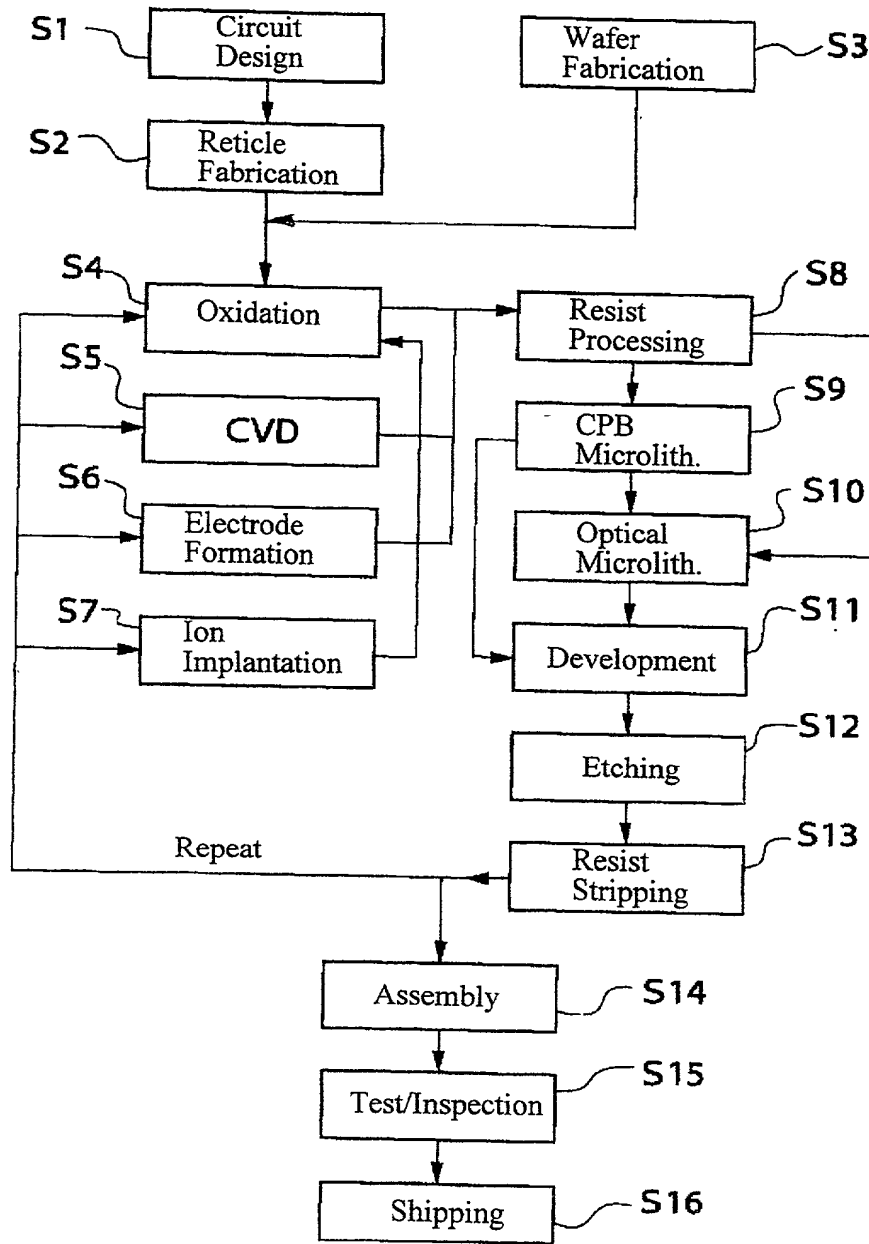 S1
Circuit
Design
Wafer
Fabrication
S3
S2
Reticle
Fabrication
S4
Oxidation
Resist
Processing
S8
S5
CVD
CPB
Microlith.
S9
S6
Electrode
Formation
Optical
Microlith.
S10
S7
Ion
Implantation
Development
S11
Etching
S12
Repeat
Resist
Stripping
S13
Assembly
S14
Test/Inspection
S15
Shipping
S16